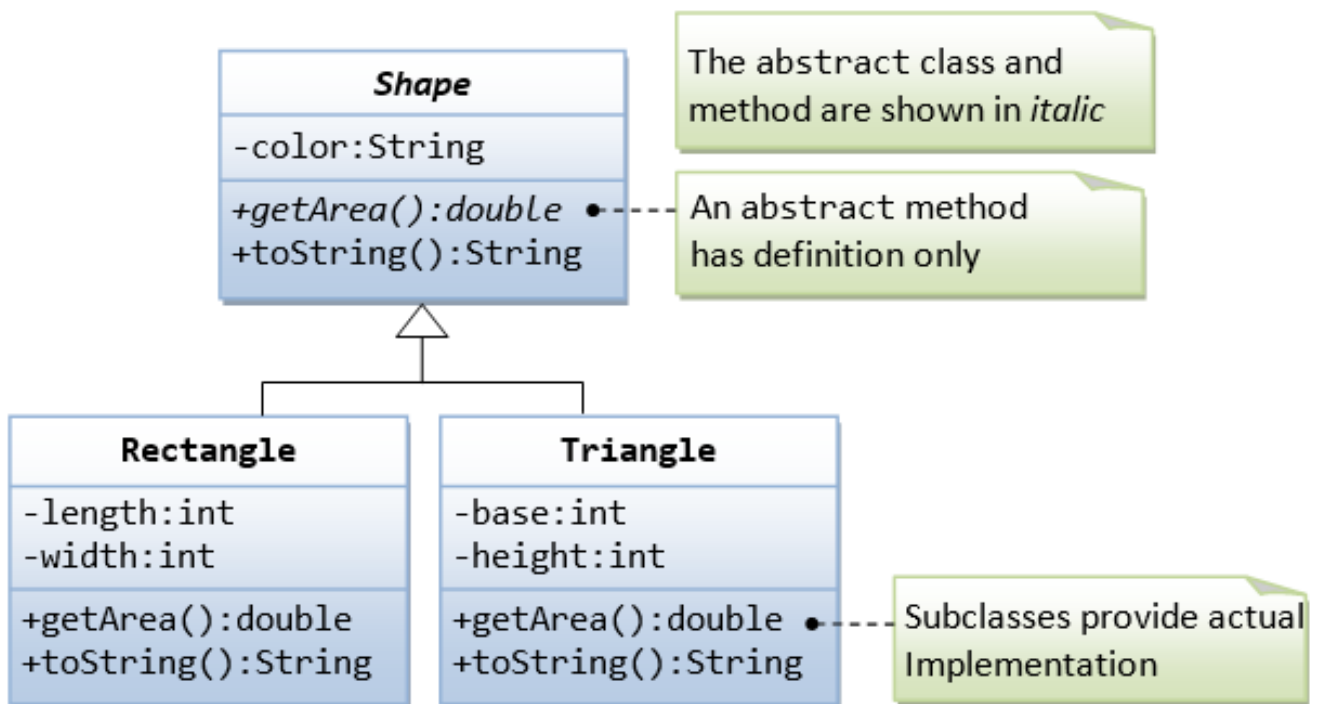 Shape
-color:String
+getArea():double
+toString():String
The abstract class and
method are shown in italic
An abstract method
has definition only
Rectangle
-length:int
-width:int
+getArea():double
+toString():String
Triangle
-base:int
-height:int
+getArea():double
+toString():String
Subclasses provide actual
Implementation